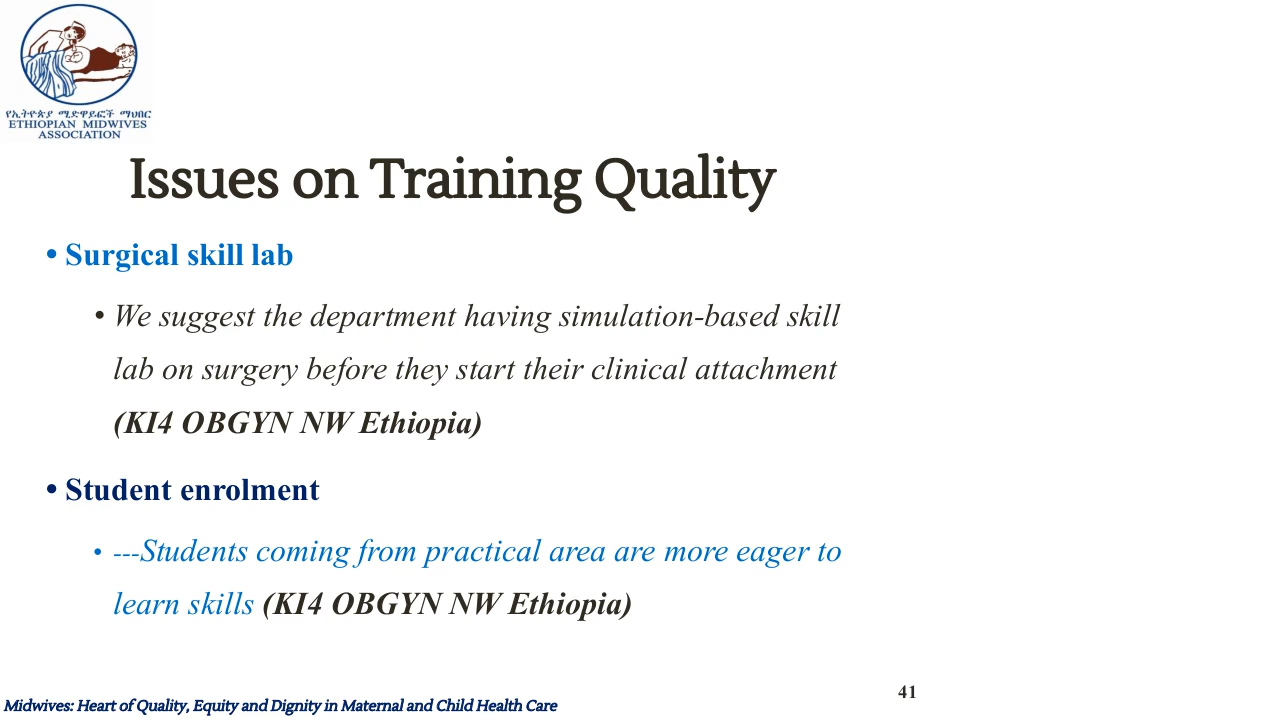 የኢትዮጵያ ሚድዋይፎች ማህበር
ETHIOPIAN MIDWIVES
ASSOCIATION
Issues on Training Quality
• Surgical skill lab
• We suggest the department having simulation-based skill
lab on surgery before they start their clinical attachment
(KI4 OBGYN NW Ethiopia)
• Student enrolment
• ---Students coming from practical area are more eager to
learn skills (KI4 OBGYN NW Ethiopia)
41
Midwives: Heart of Quality, Equity and Dignity in Maternal and Child Health Care